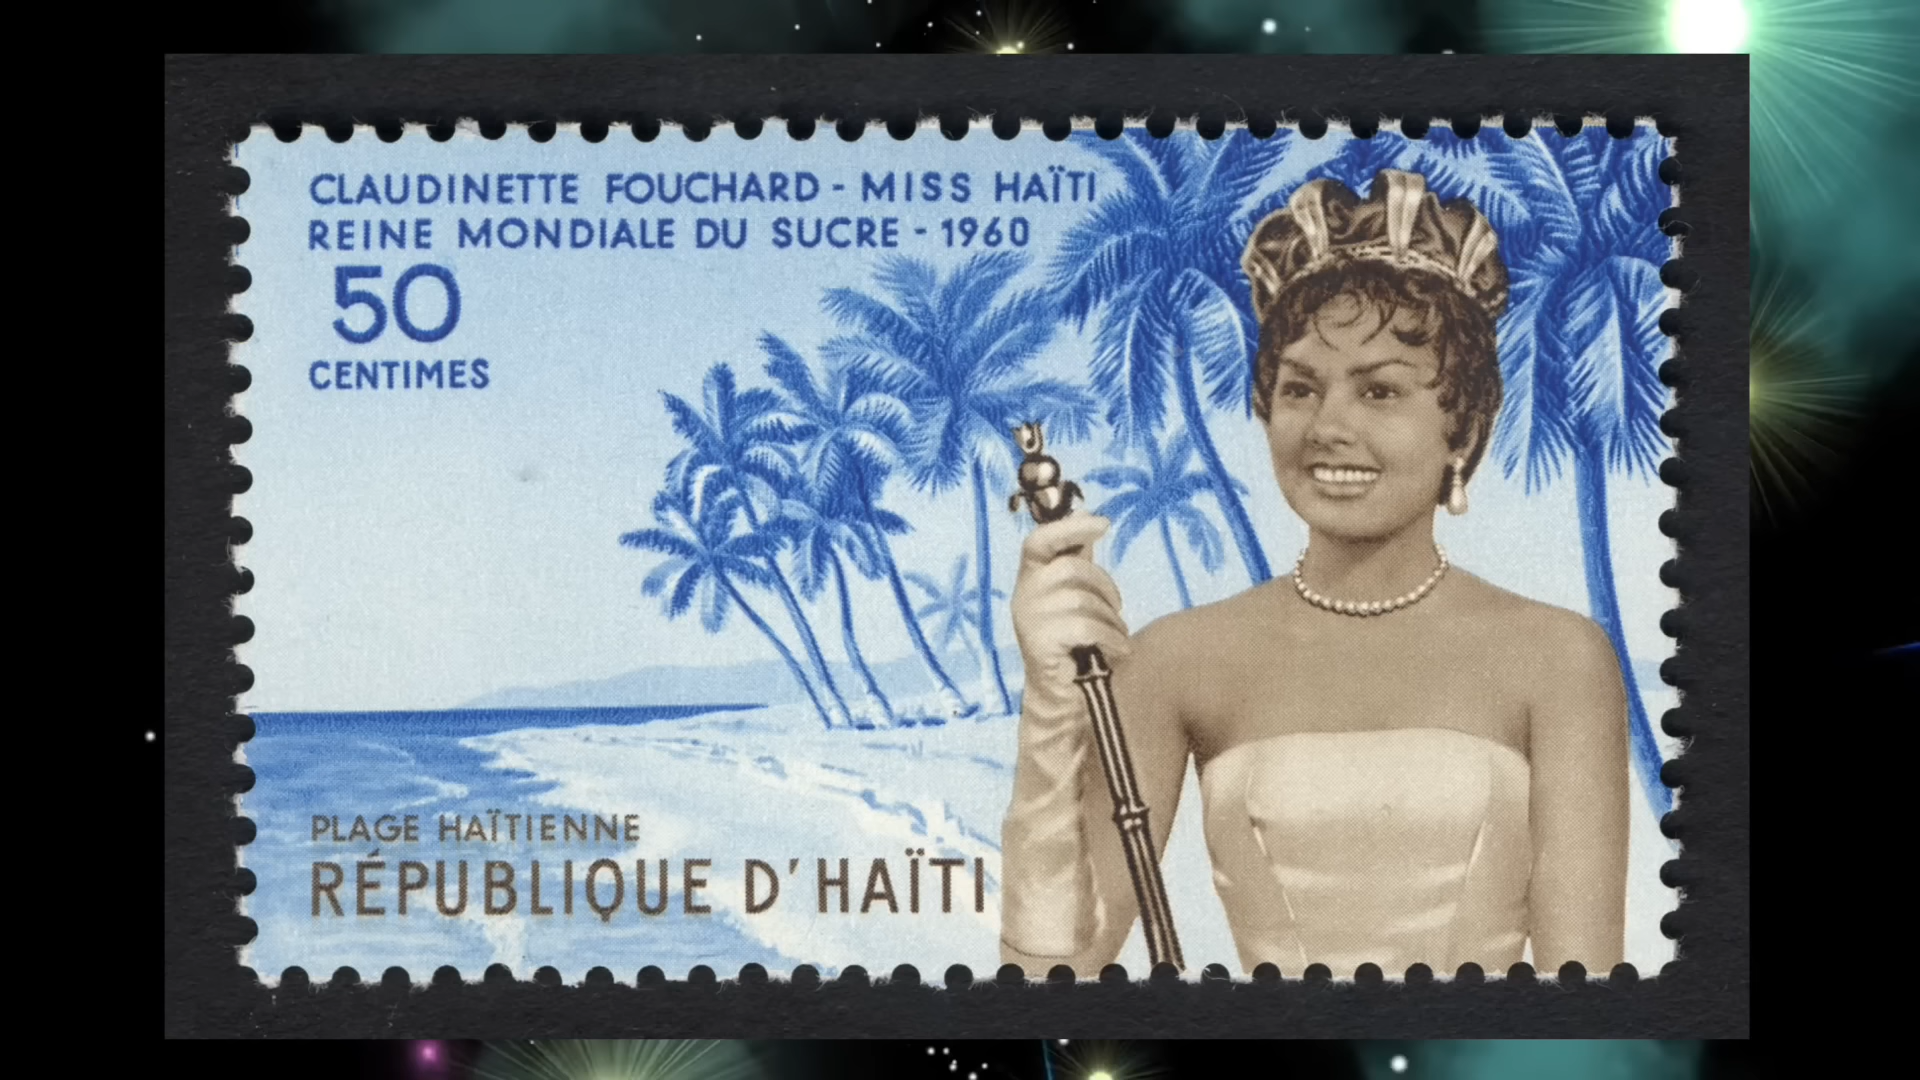 CLAUDINETTE FOUCHARD - MISS HAÏTI
REINE MONDIALE DU SUCRE - 1960
50
CENTIMES
PLAGE HAÏTIENNE
RÉPUBLIQUE D'HAÏTI